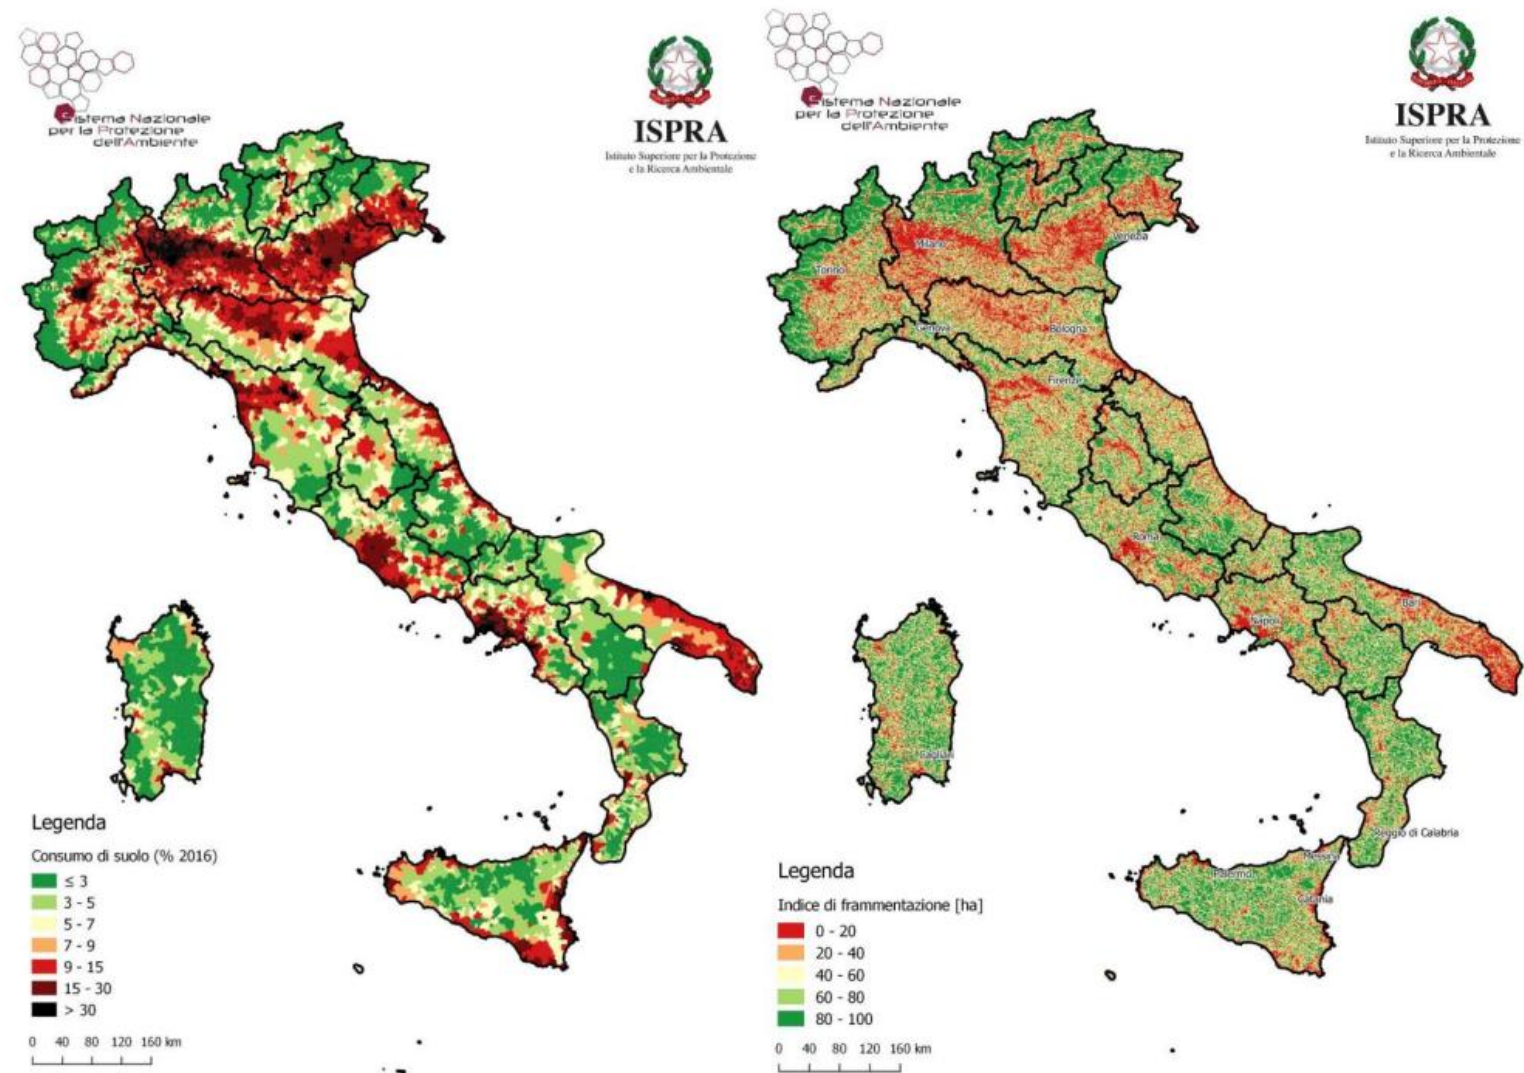 Sistema Nazionale
per la Protezione
dell'Ambiente
ISPRA
Istituto Superiore per la Protezione
e la Ricerca Ambientale
Legenda
Consumo di suolo (% 2016)
≤ 3
3 - 5
5 - 7
7 - 9
9 - 15
15 - 30
> 30
0 40 80 120 160 km
Sistema Nazionale
per la Protezione
dell'Ambiente
ISPRA
Istituto Superiore per la Protezione
e la Ricerca Ambientale
Milano
Venezia
Torino
Genova
Bologna
Firenze
Roma
Bari
Napoli
Cagliari
Reggio di Calabria
Messina
Palermo
Catania
Legenda
Indice di frammentazione [ha]
0 - 20
20 - 40
40 - 60
60 - 80
80 - 100
0 40 80 120 160 km